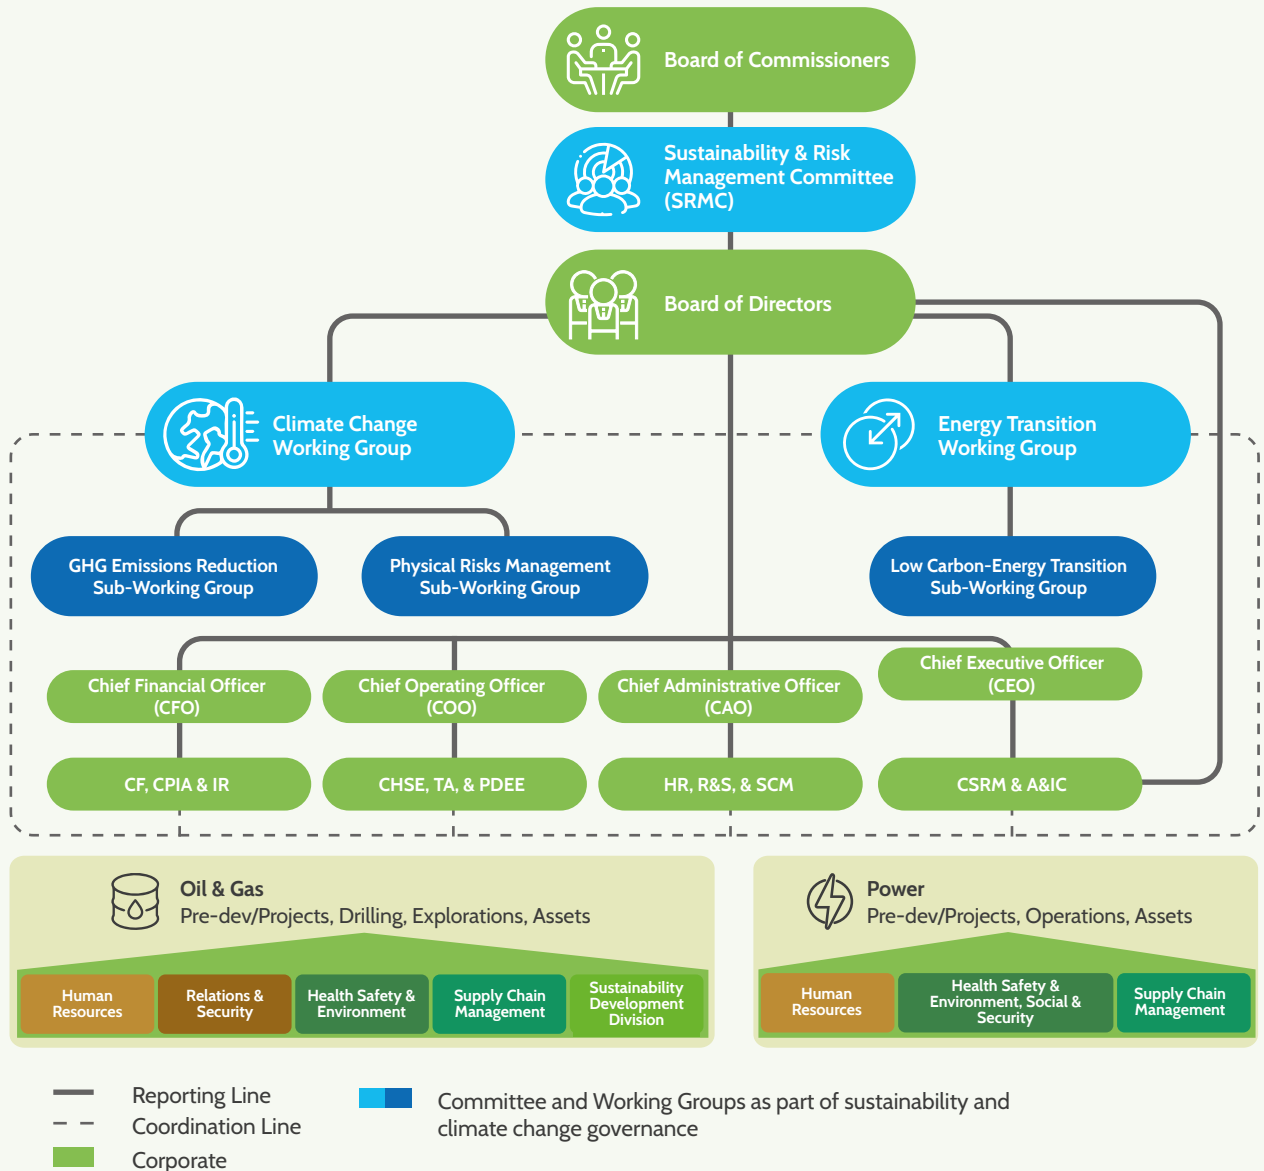 Board of Commissioners
Sustainability & Risk
Management Committee
(SRMC)
Board of Directors
Climate Change
Working Group
Energy Transition
Working Group
GHG Emissions Reduction
Sub-Working Group
Physical Risks Management
Sub-Working Group
Low Carbon-Energy Transition
Sub-Working Group
Chief Financial Officer
(CFO)
Chief Operating Officer
(COO)
Chief Administrative Officer
(CAO)
Chief Executive Officer
(CEO)
CF, CPIA & IR
CHSE, TA, & PDEE
HR, R&S, & SCM
CSRM & A&IC
Oil & Gas
Pre-dev/Projects, Drilling, Explorations, Assets
Human
Resources
Relations &
Security
Health Safety &
Environment
Supply Chain
Management
Sustainability
Development
Division
Power
Pre-dev/Projects, Operations, Assets
Human
Resources
Health Safety &
Environment, Social &
Security
Supply Chain
Management
Reporting Line
Coordination Line
Corporate
Committee and Working Groups as part of sustainability and
climate change governance